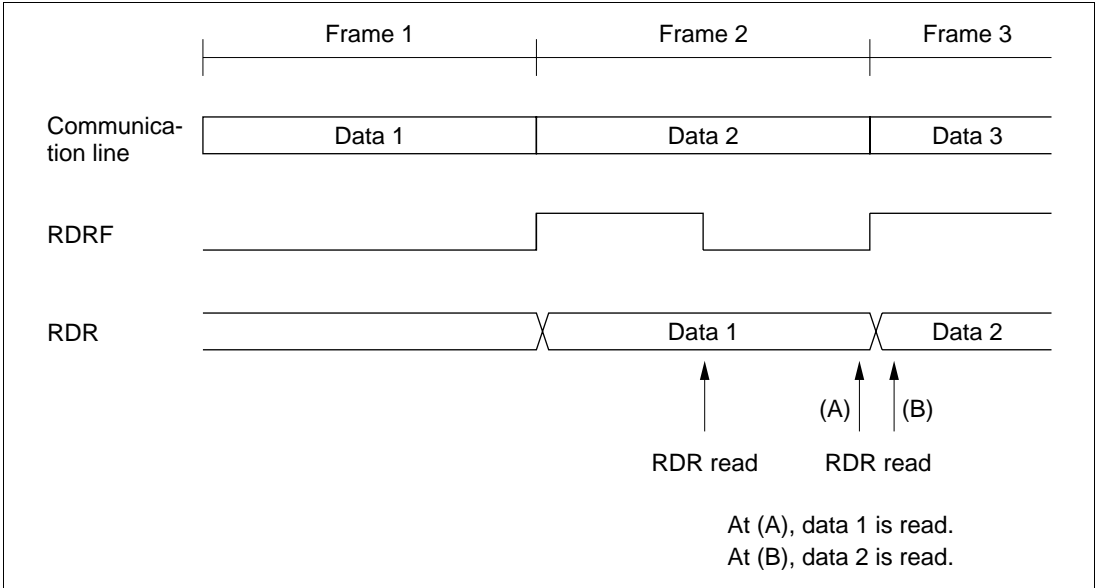 Frame 1 Frame 2 Frame 3
Communica-
tion line
Data 1 Data 2 Data 3
RDRF
RDR
Data 1 Data 2
(A) (B)
RDR read RDR read
At (A), data 1 is read.
At (B), data 2 is read.